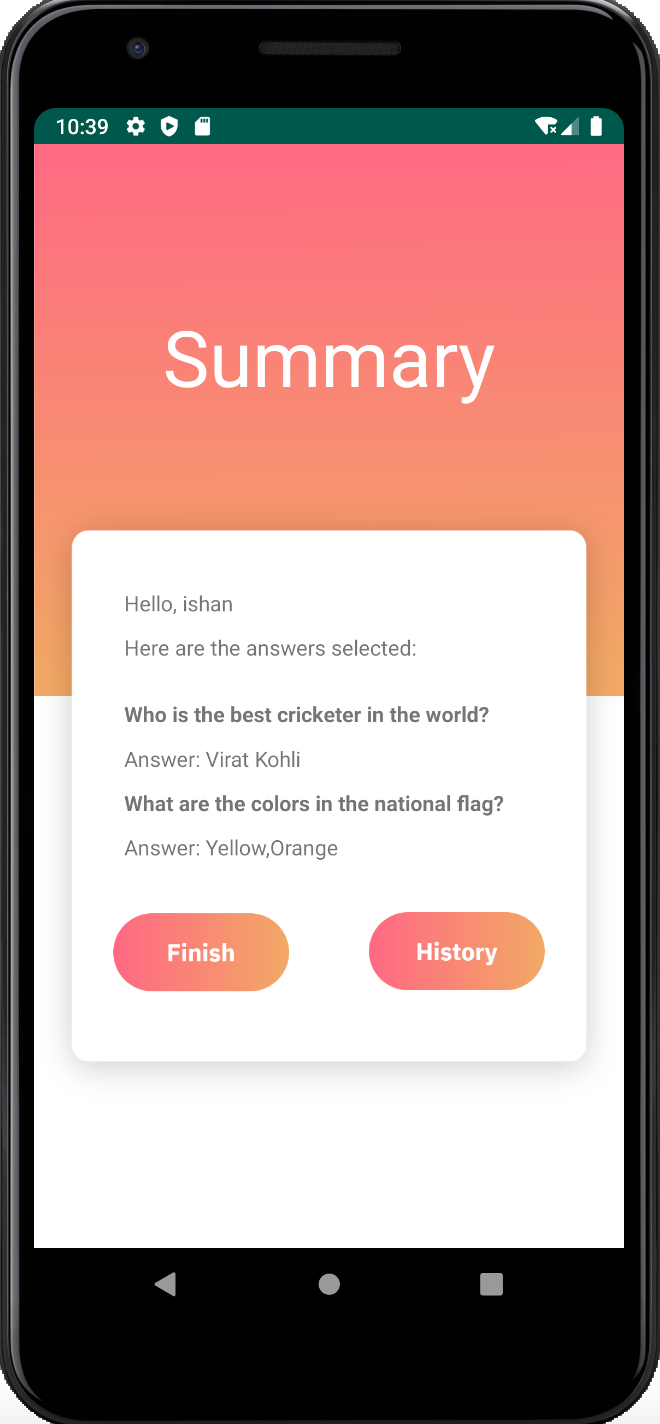 10:39
Summary
Hello, ishan
Here are the answers selected:
Who is the best cricketer in the world?
Answer: Virat Kohli
What are the colors in the national flag?
Answer: Yellow,Orange
Finish
History